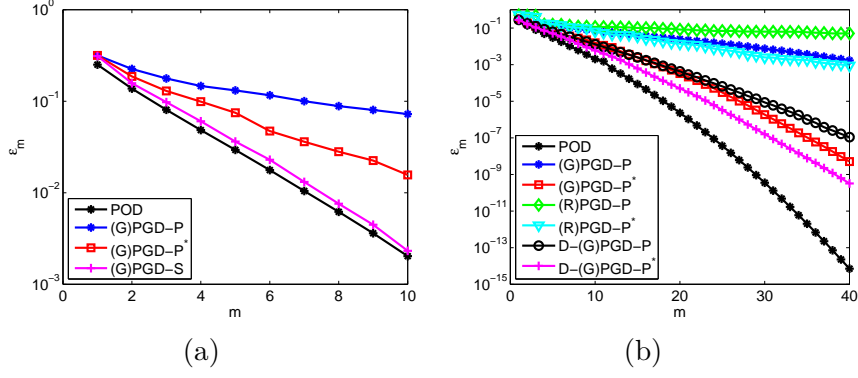 10^0
10^{-1}
10^{-2}
10^{-3}
ε_m
0 2 4 6 8 10
m
POD
(G)PGD−P
(G)PGD−P^*
(G)PGD−S
(a)
10^{-1}
10^{-3}
10^{-5}
10^{-7}
10^{-9}
10^{-11}
10^{-13}
10^{-15}
ε_m
0 10 20 30 40
m
POD
(G)PGD−P
(G)PGD−P^*
(R)PGD−P
(R)PGD−P^*
D−(G)PGD−P
D−(G)PGD−P^*
(b)